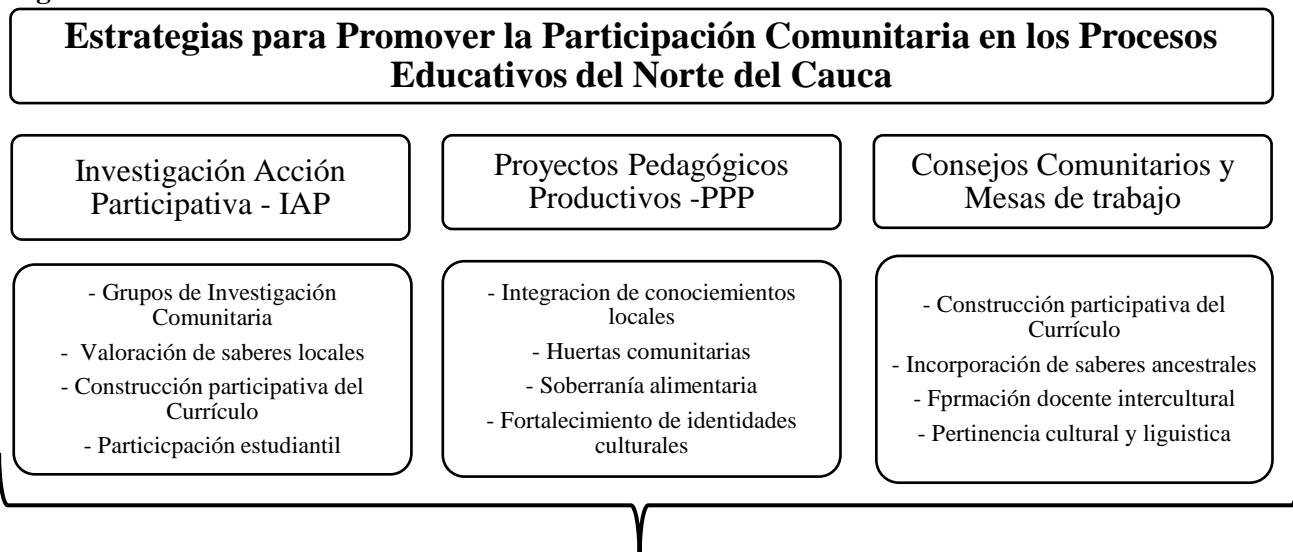 Estrategias para Promover la Participación Comunitaria en los Procesos
Educativos del Norte del Cauca
Investigación Acción
Participativa - IAP
Proyectos Pedagógicos
Productivos -PPP
Consejos Comunitarios y
Mesas de trabajo
- Grupos de Investigación
Comunitaria
- Valoración de saberes locales
- Construcción participativa del
Currículo
- Particicpación estudiantil
- Integracion de conociemientos
locales
- Huertas comunitarias
- Soberranía alimentaria
- Fortalecimiento de identidades
culturales
- Construcción participativa del
Currículo
- Incorporación de saberes ancestrales
- Fprmación docente intercultural
- Pertinencia cultural y liguistica